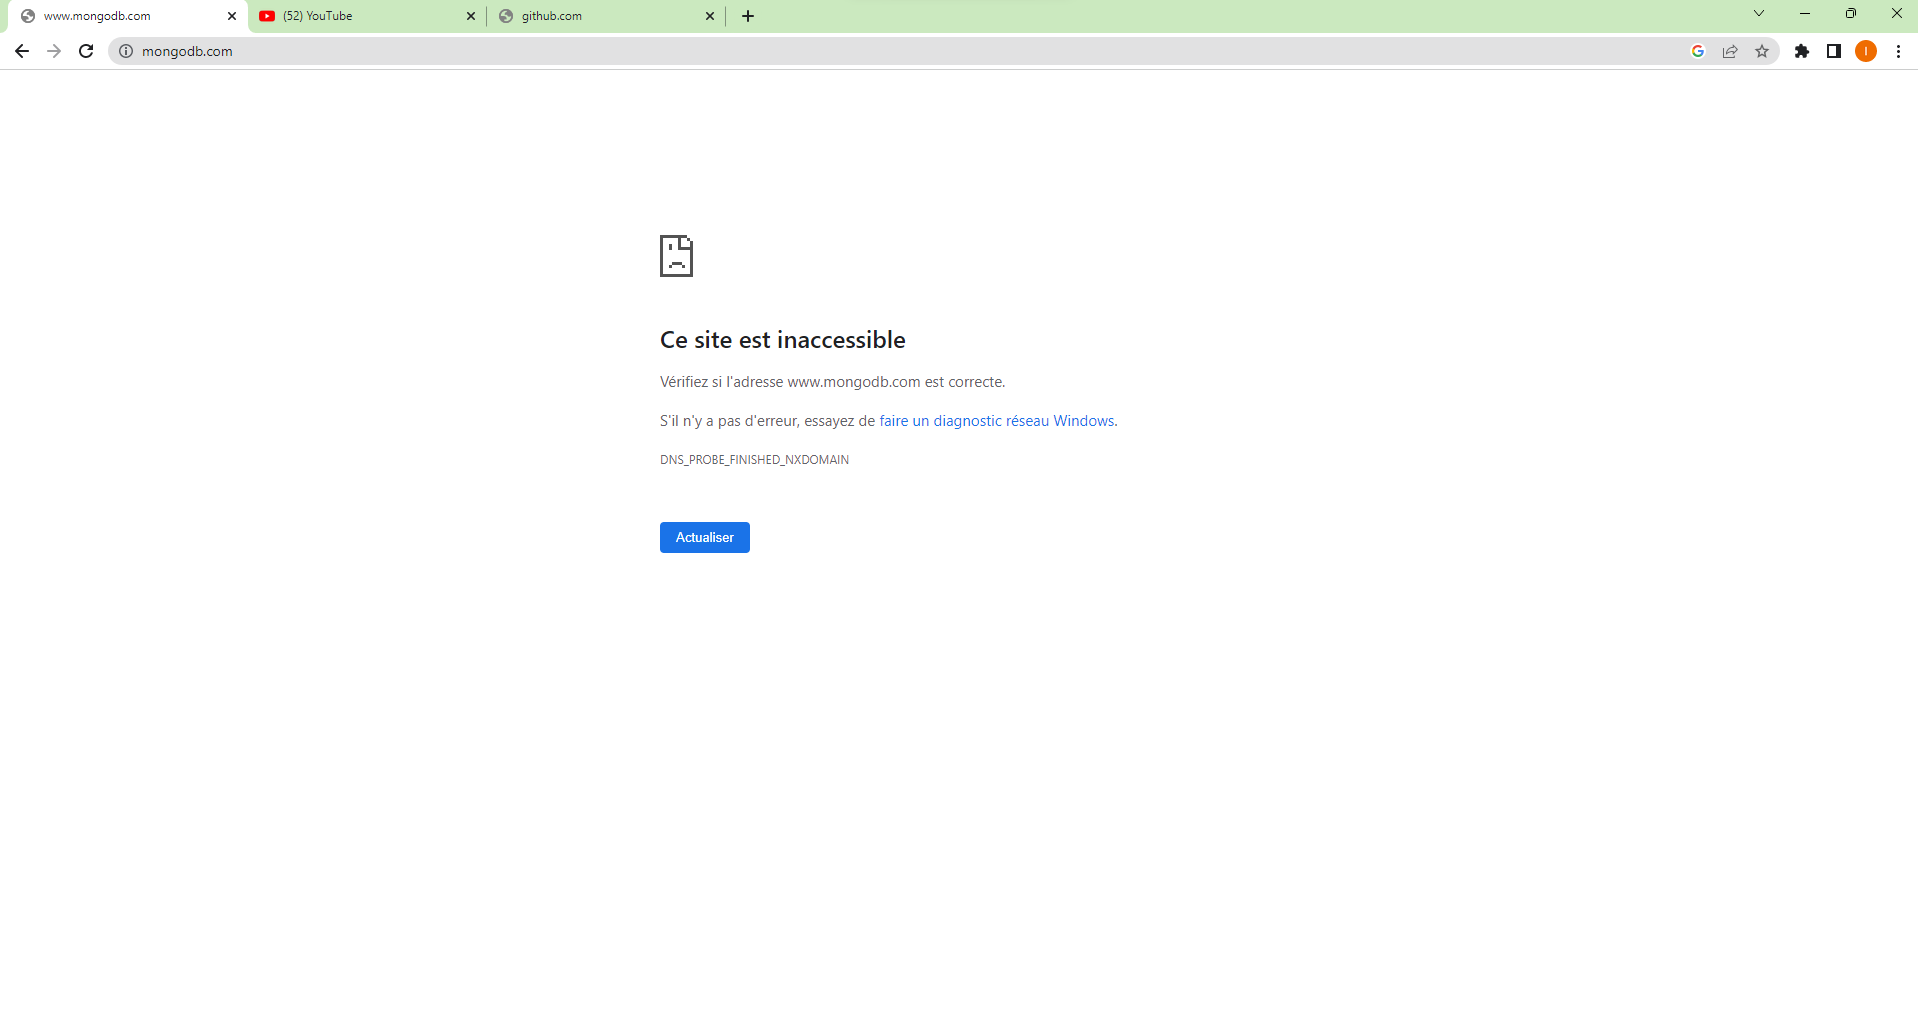 www.mongodb.com
(52) YouTube
github.com
mongodb.com
I
Ce site est inaccessible
Vérifiez si l'adresse www.mongodb.com est correcte.
S'il n'y a pas d'erreur, essayez de faire un diagnostic réseau Windows.
DNS_PROBE_FINISHED_NXDOMAIN
Actualiser